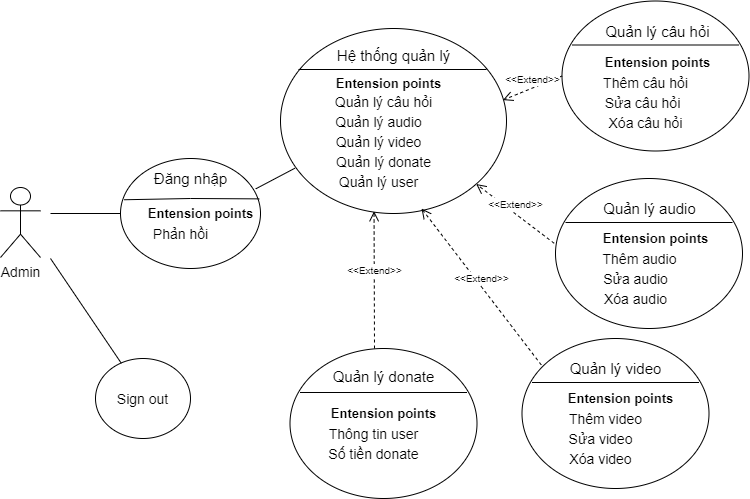 Hệ thống quản lý
Entension points
Quản lý câu hỏi
Quản lý audio
Quản lý video
Quản lý donate
Quản lý user
<<Extend>>
Quản lý câu hỏi
Entension points
Thêm câu hỏi
Sửa câu hỏi
Xóa câu hỏi
Đăng nhập
Entension points
Phản hồi
Admin
<<Extend>>
Quản lý audio
Entension points
Thêm audio
Sửa audio
Xóa audio
<<Extend>>
<<Extend>>
Sign out
Quản lý donate
Entension points
Thông tin user
Số tiền donate
Quản lý video
Entension points
Thêm video
Sửa video
Xóa video